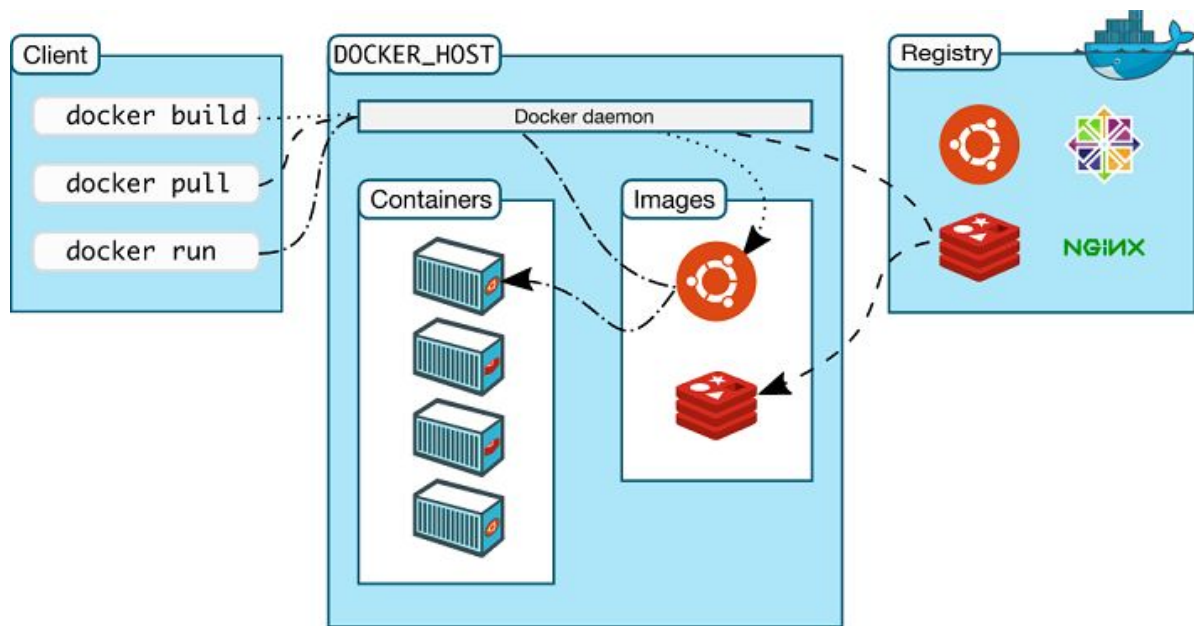 Client
docker build
docker pull
docker run
DOCKER_HOST
Docker daemon
Containers
Images
Registry
NGINX